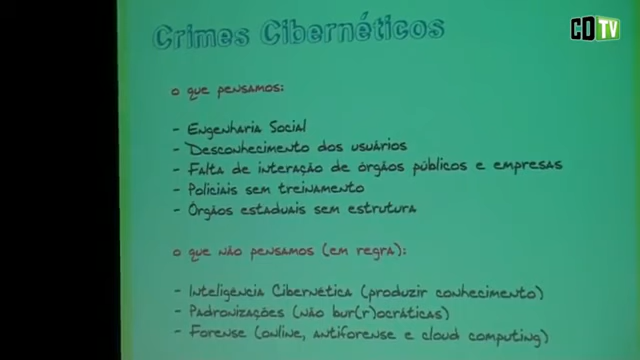 Crimes Cibernéticos
CDTV
o que pensamos:
- Engenharia Social
- Desconhecimento dos usuários
- Falta de interação de órgãos públicos e empresas
- Policiais sem treinamento
- Órgãos estaduais sem estrutura
o que não pensamos (em regra):
- Inteligência Cibernética (produzir conhecimento)
- Padronizações (não bur(r)ocráticas)
- Forense (online, antiforense e cloud computing)